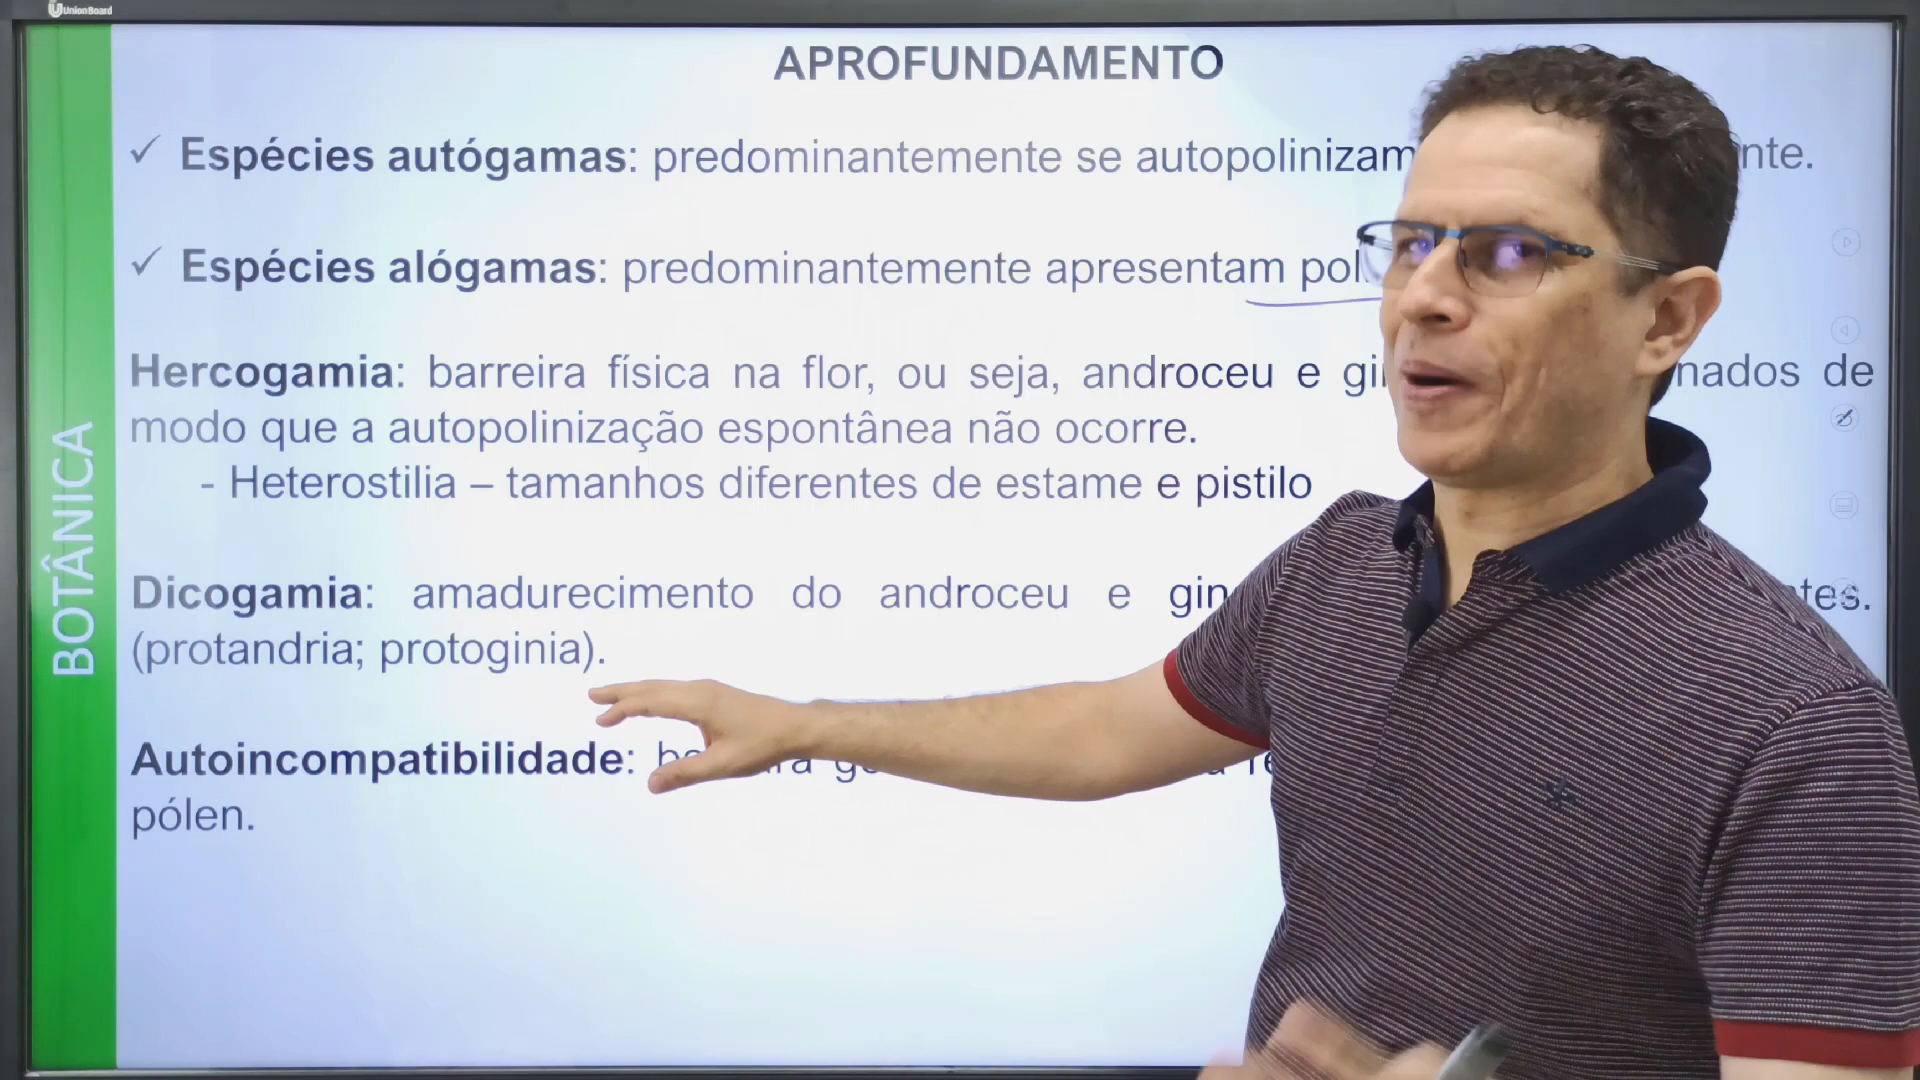 UnionBoard
APROFUNDAMENTO
✓ Espécies autógamas: predominantemente se autopolinizam nte.
✓ Espécies alógamas: predominantemente apresentam pol
Hercogamia: barreira física na flor, ou seja, androceu e gi nados de
modo que a autopolinização espontânea não ocorre.
- Heterostilia – tamanhos diferentes de estame e pistilo
Dicogamia: amadurecimento do androceu e gin tes.
(protandria; protoginia).
Autoincompatibilidade:
pólen.
BOTÂNICA